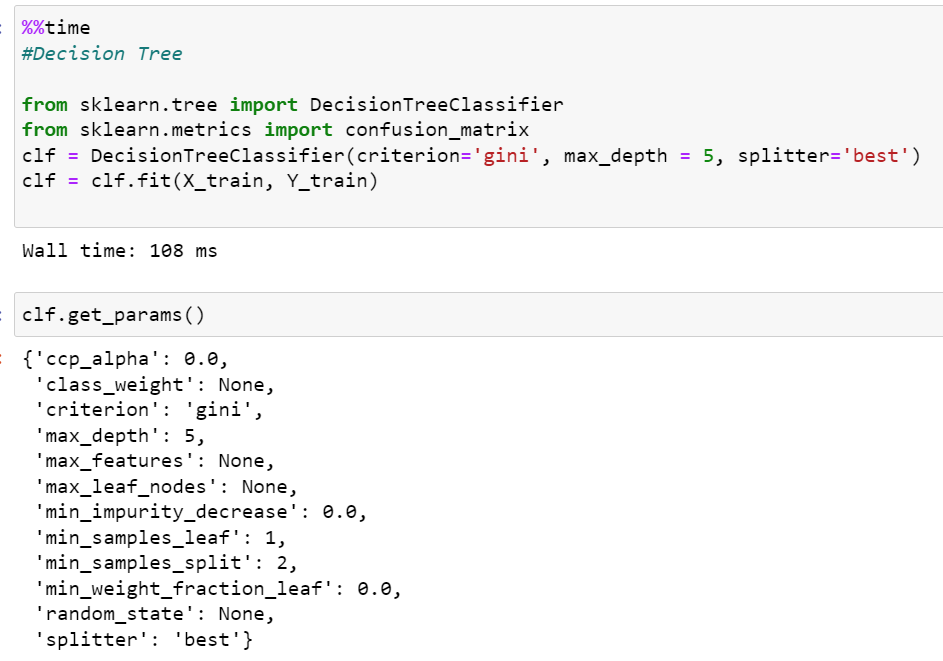 %%time
#Decision Tree
from sklearn.tree import DecisionTreeClassifier
from sklearn.metrics import confusion_matrix
clf = DecisionTreeClassifier(criterion='gini', max_depth = 5, splitter='best')
clf = clf.fit(X_train, Y_train)
Wall time: 108 ms
clf.get_params()
{'ccp_alpha': 0.0,
 'class_weight': None,
 'criterion': 'gini',
 'max_depth': 5,
 'max_features': None,
 'max_leaf_nodes': None,
 'min_impurity_decrease': 0.0,
 'min_samples_leaf': 1,
 'min_samples_split': 2,
 'min_weight_fraction_leaf': 0.0,
 'random_state': None,
 'splitter': 'best'}